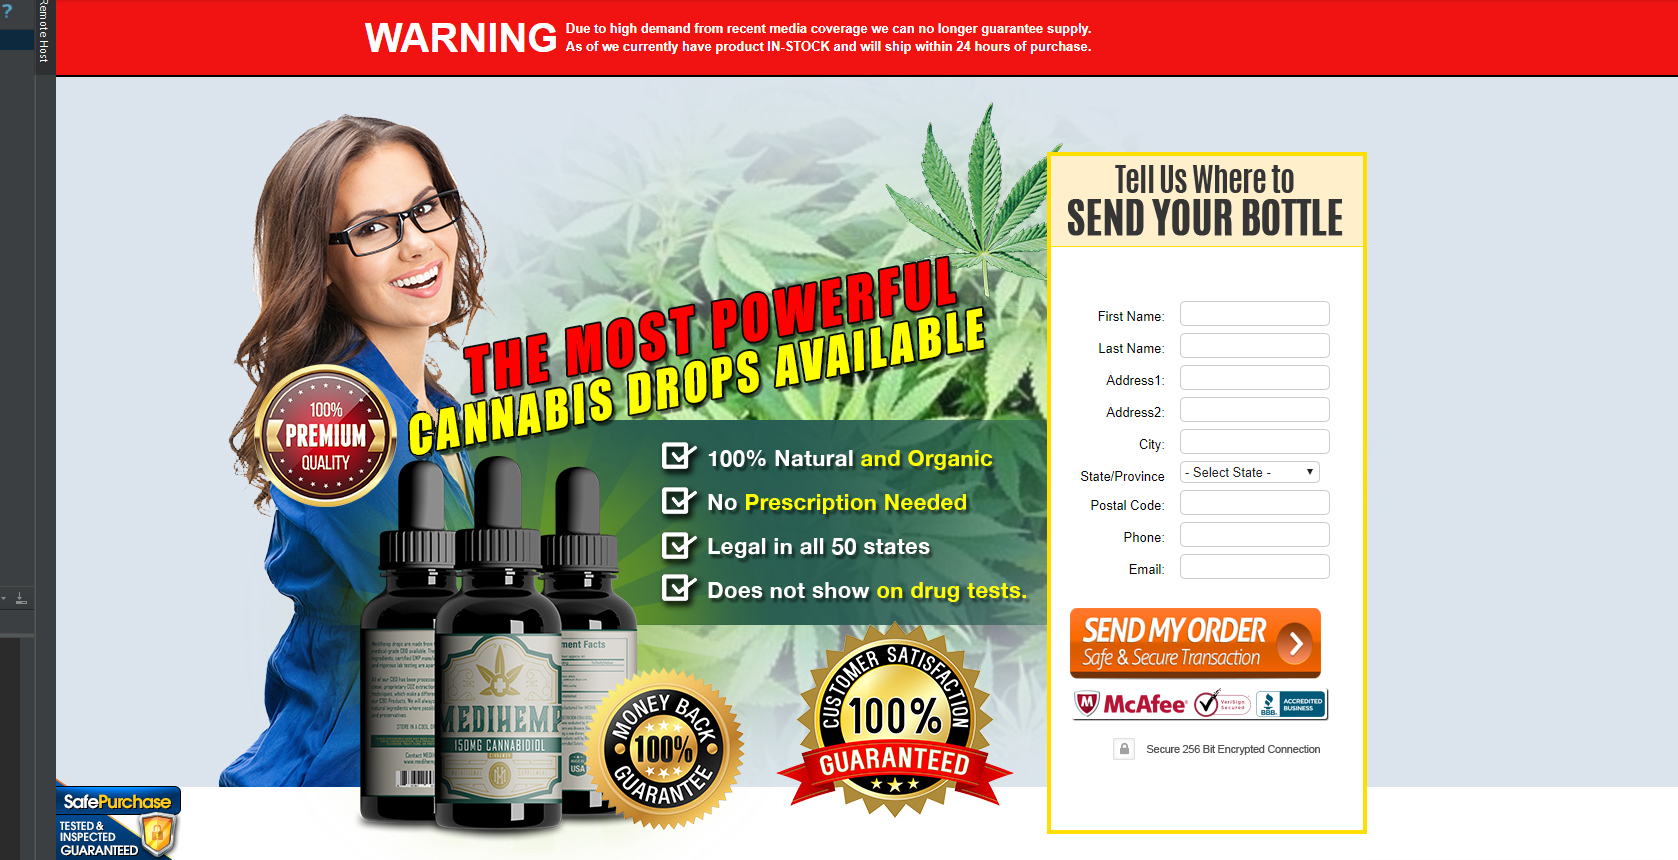 ?
Remote Host
WARNING
Due to high demand from recent media coverage we can no longer guarantee supply.
As of we currently have product IN-STOCK and will ship within 24 hours of purchase.
THE MOST POWERFUL
CANNABIS DROPS AVAILABLE
100%
PREMIUM
QUALITY
100% Natural and Organic
No Prescription Needed
Legal in all 50 states
Does not show on drug tests.
MEDIHEMP
150MG CANNABIDIOL
USA
MONEY BACK
100%
GUARANTEE
CUSTOMER SATISFACTION
100%
GUARANTEED
SafePurchase
TESTED &
INSPECTED
GUARANTEED
Tell Us Where to
SEND YOUR BOTTLE
First Name:
Last Name:
Address1:
Address2:
City:
State/Province
- Select State -
Postal Code:
Phone:
Email:
SEND MY ORDER
Safe & Secure Transaction
McAfee
VeriSign
Secured
BBB
ACCREDITED
BUSINESS
Secure 256 Bit Encrypted Connection